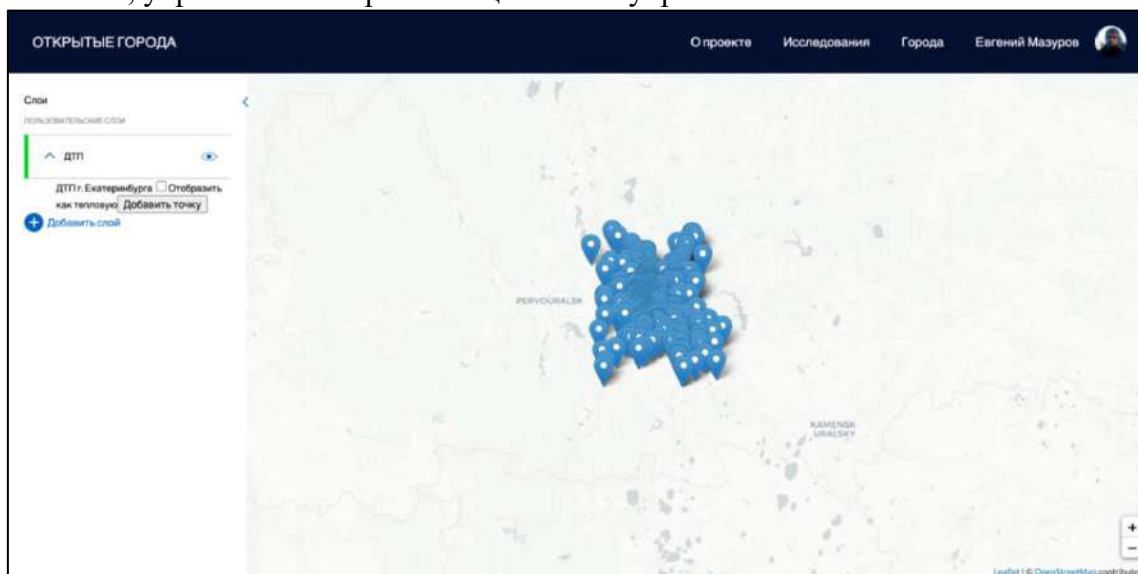 ОТКРЫТЫЕ ГОРОДА
О проекте Исследования Города Евгений Мазуров
Слои
ПОЛЬЗОВАТЕЛЬСКИЕ СЛОИ
ДТП
ДТП г. Екатеринбурга Отобразить
как тепловую Добавить точку
+ Добавить слой
PERVOURALSK
KAMENSK
URALSKY
+
−
Leaflet | © OpenStreetMap contributo